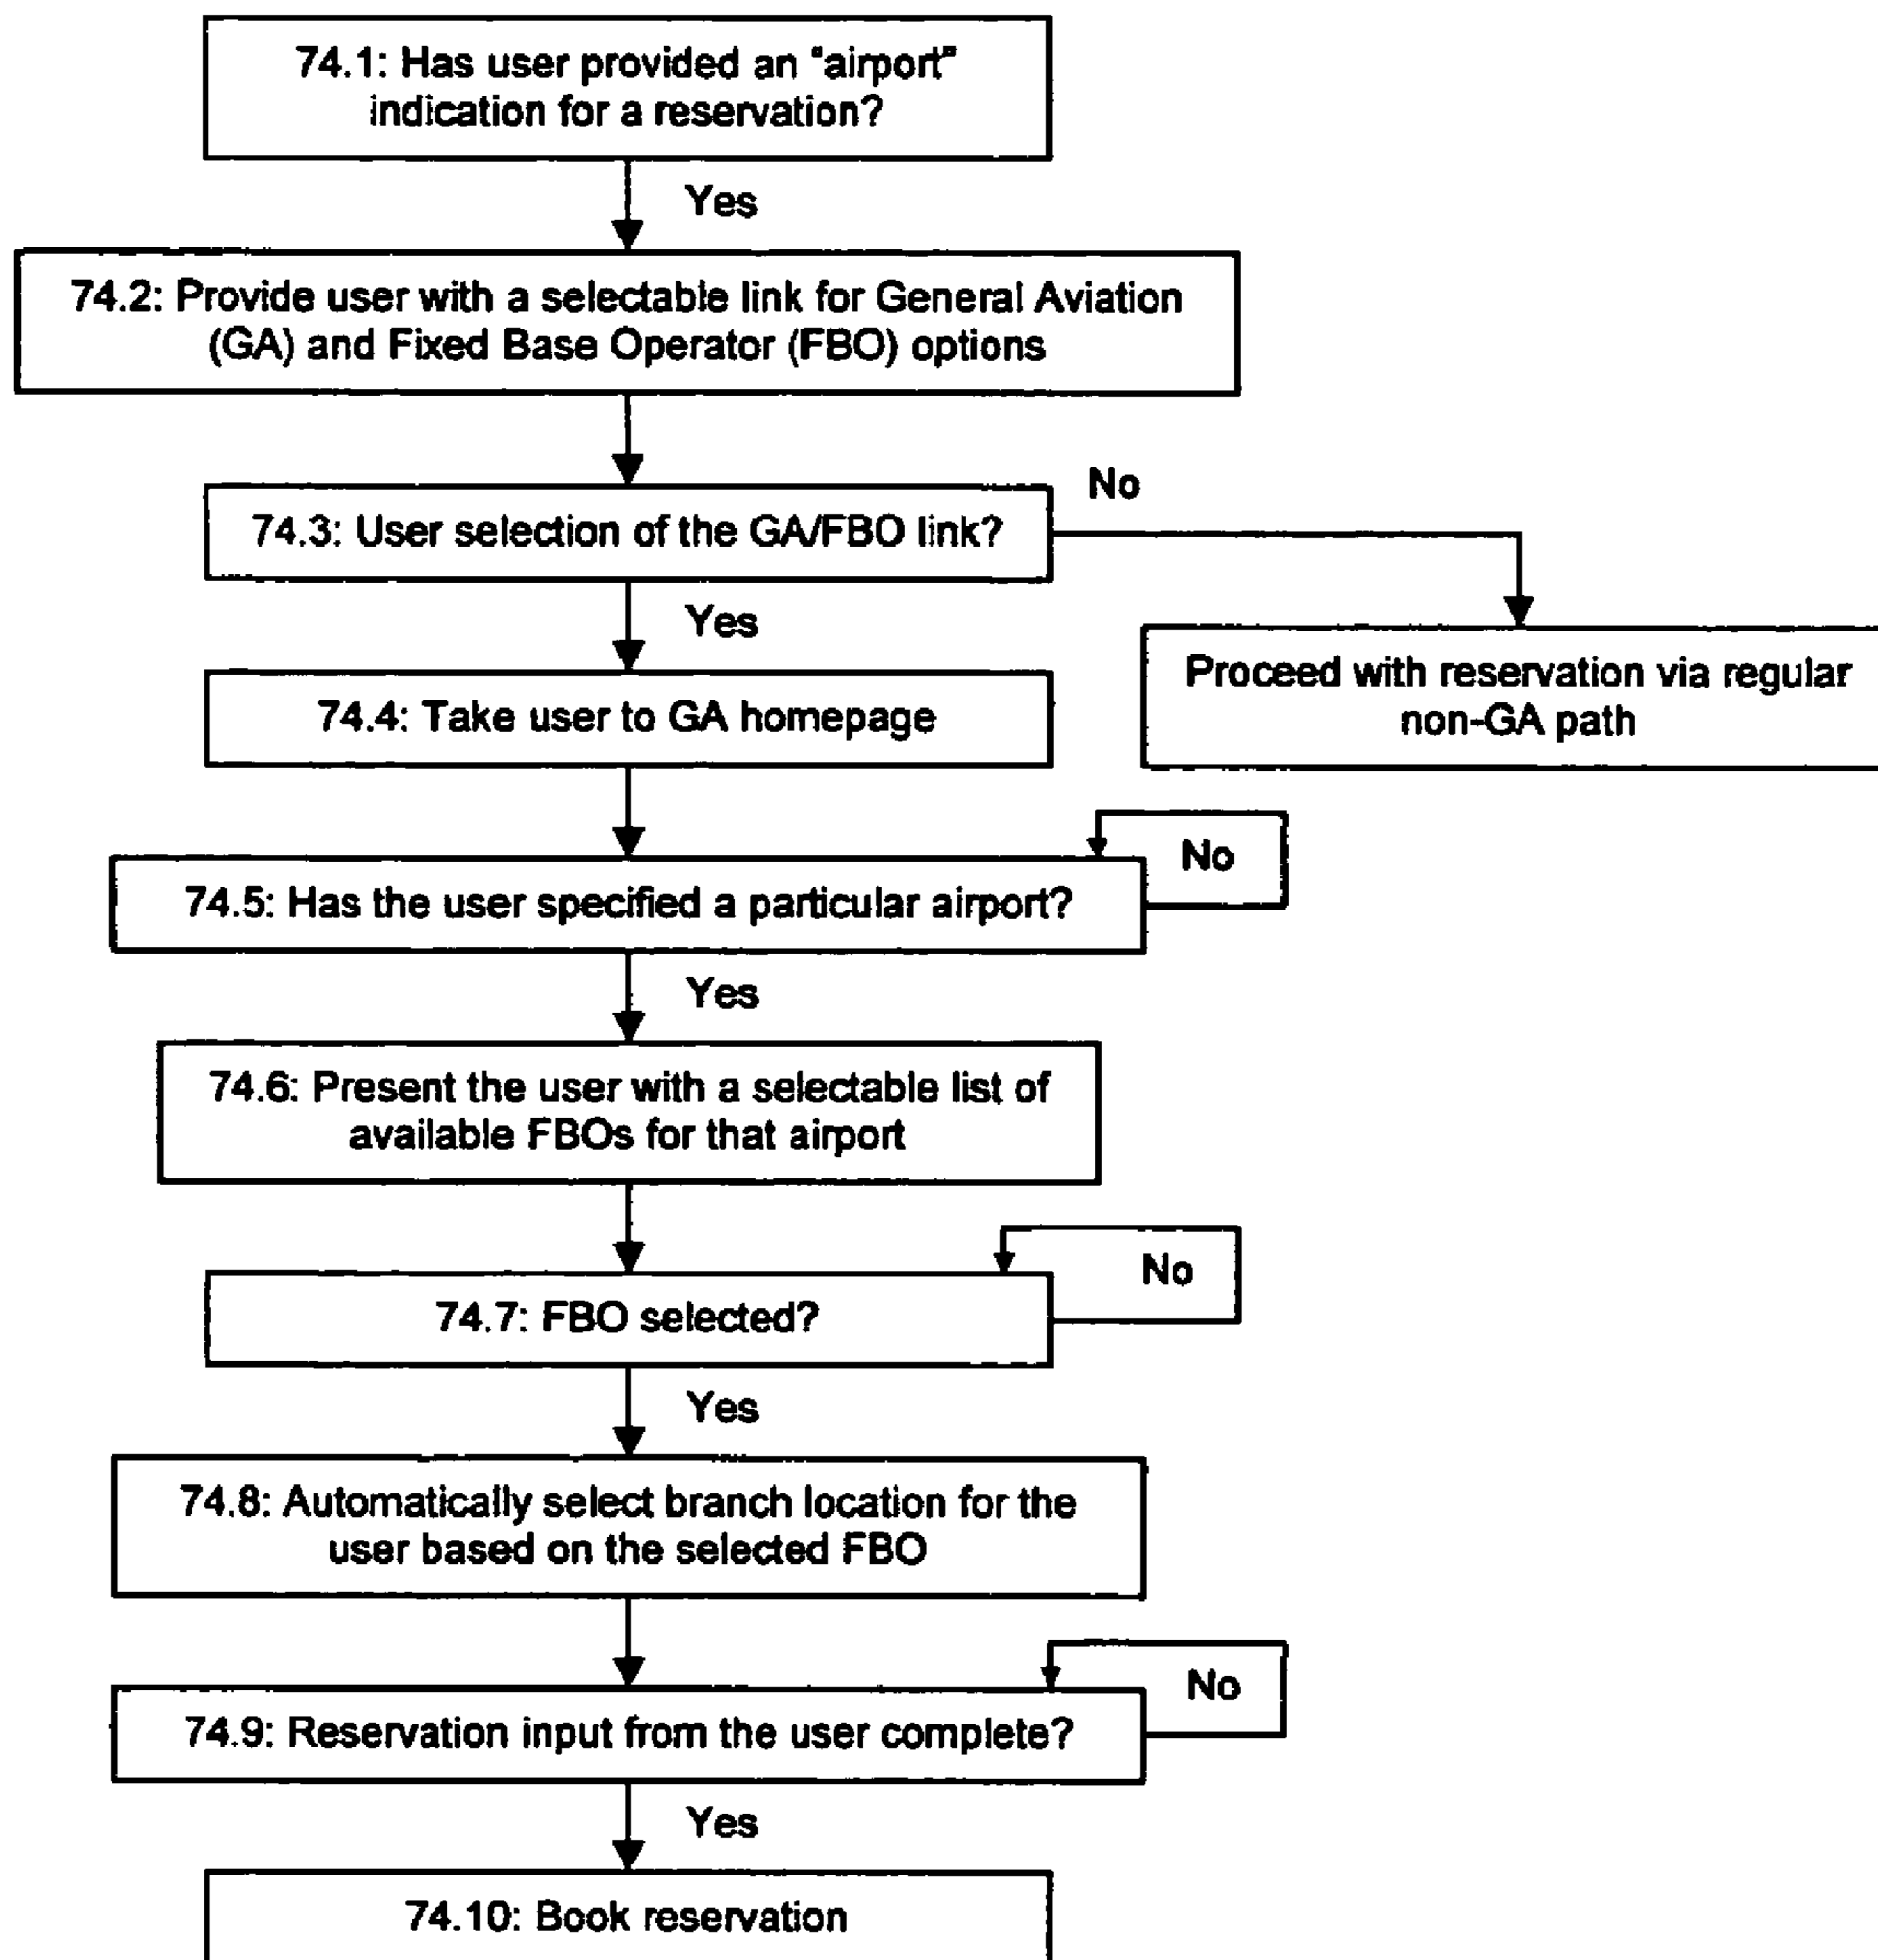 74.1: Has user provided an "airport"
indication for a reservation?
Yes
74.2: Provide user with a selectable link for General Aviation
(GA) and Fixed Base Operator (FBO) options
No
74.3: User selection of the GA/FBO link?
Yes
Proceed with reservation via regular
non-GA path
74.4: Take user to GA homepage
No
74.5: Has the user specified a particular airport?
Yes
74.6: Present the user with a selectable list of
available FBOs for that airport
No
74.7: FBO selected?
Yes
74.8: Automatically select branch location for the
user based on the selected FBO
No
74.9: Reservation input from the user complete?
Yes
74.10: Book reservation